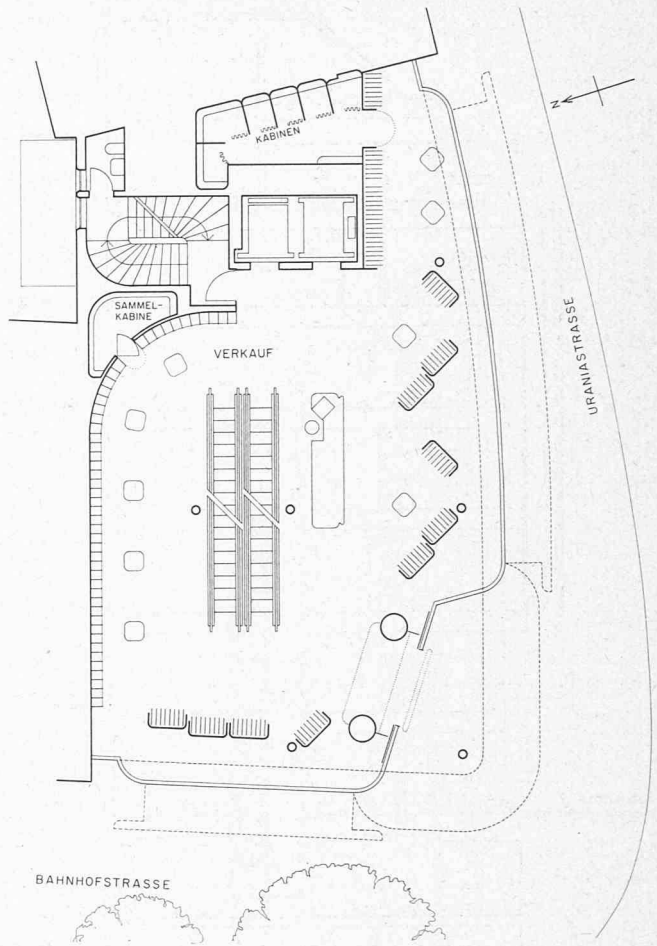 KABINEN
N
URANIASTRASSE
SAMMEL-
KABINE
VERKAUF
BAHNHOFSTRASSE